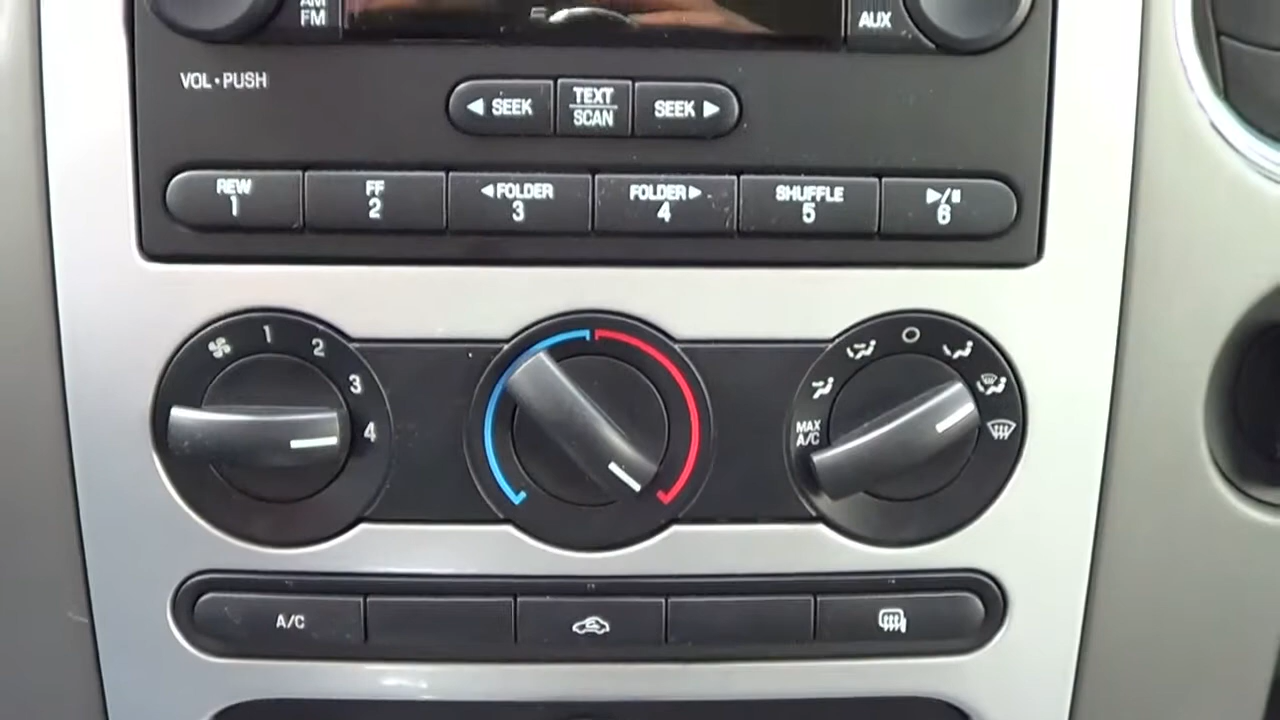 AM
FM
AUX
VOL•PUSH
◀ SEEK
TEXT
SCAN
SEEK ▶
REW
1
FF
2
◀FOLDER
3
FOLDER▶
4
SHUFFLE
5
▶/II
6
1
2
3
4
MAX
A/C
A/C